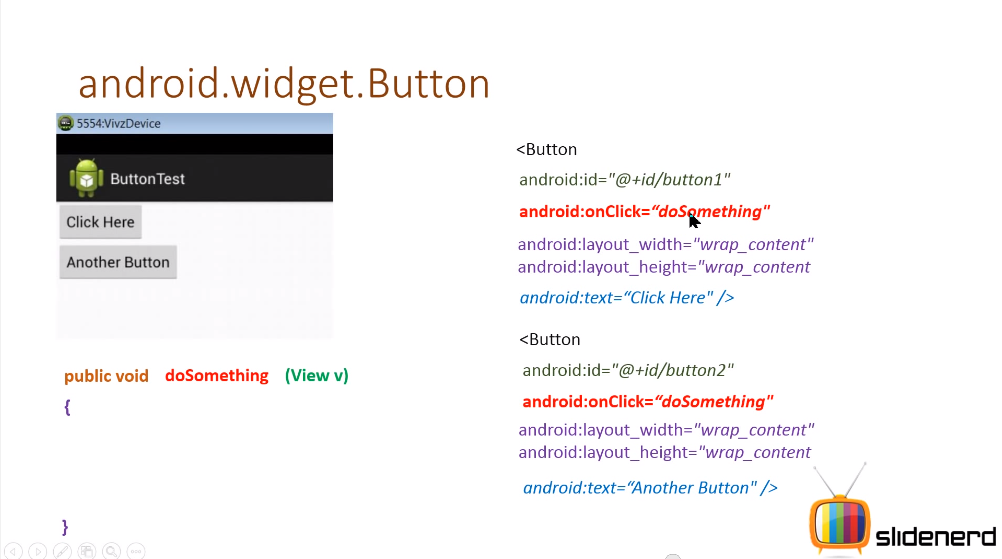 android.widget.Button
5554:VivzDevice
ButtonTest
Click Here
Another Button
public void doSomething (View v)
{
}
<Button
android:id="@+id/button1"
android:onClick=“doSomething"
android:layout_width="wrap_content"
android:layout_height="wrap_content
android:text=“Click Here" />
<Button
android:id="@+id/button2"
android:onClick=“doSomething"
android:layout_width="wrap_content"
android:layout_height="wrap_content
android:text=“Another Button" />
slidenerd